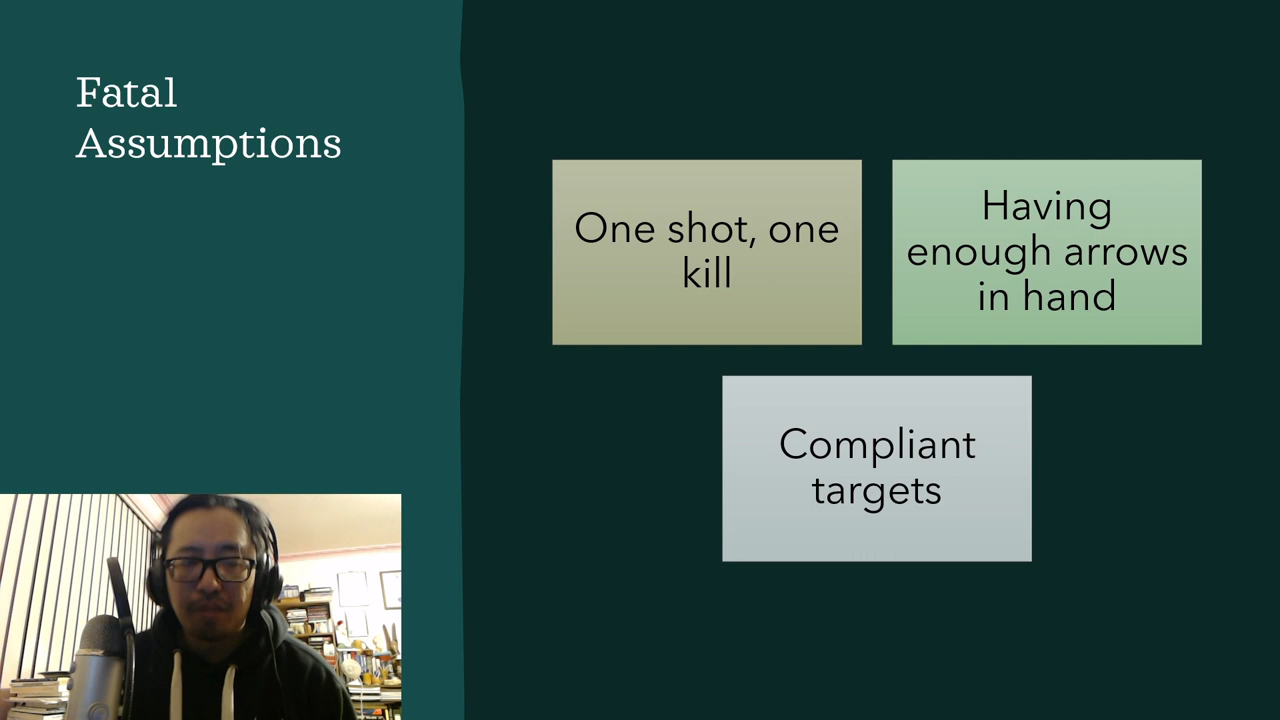 Fatal
Assumptions
One shot, one
kill
Having
enough arrows
in hand
Compliant
targets